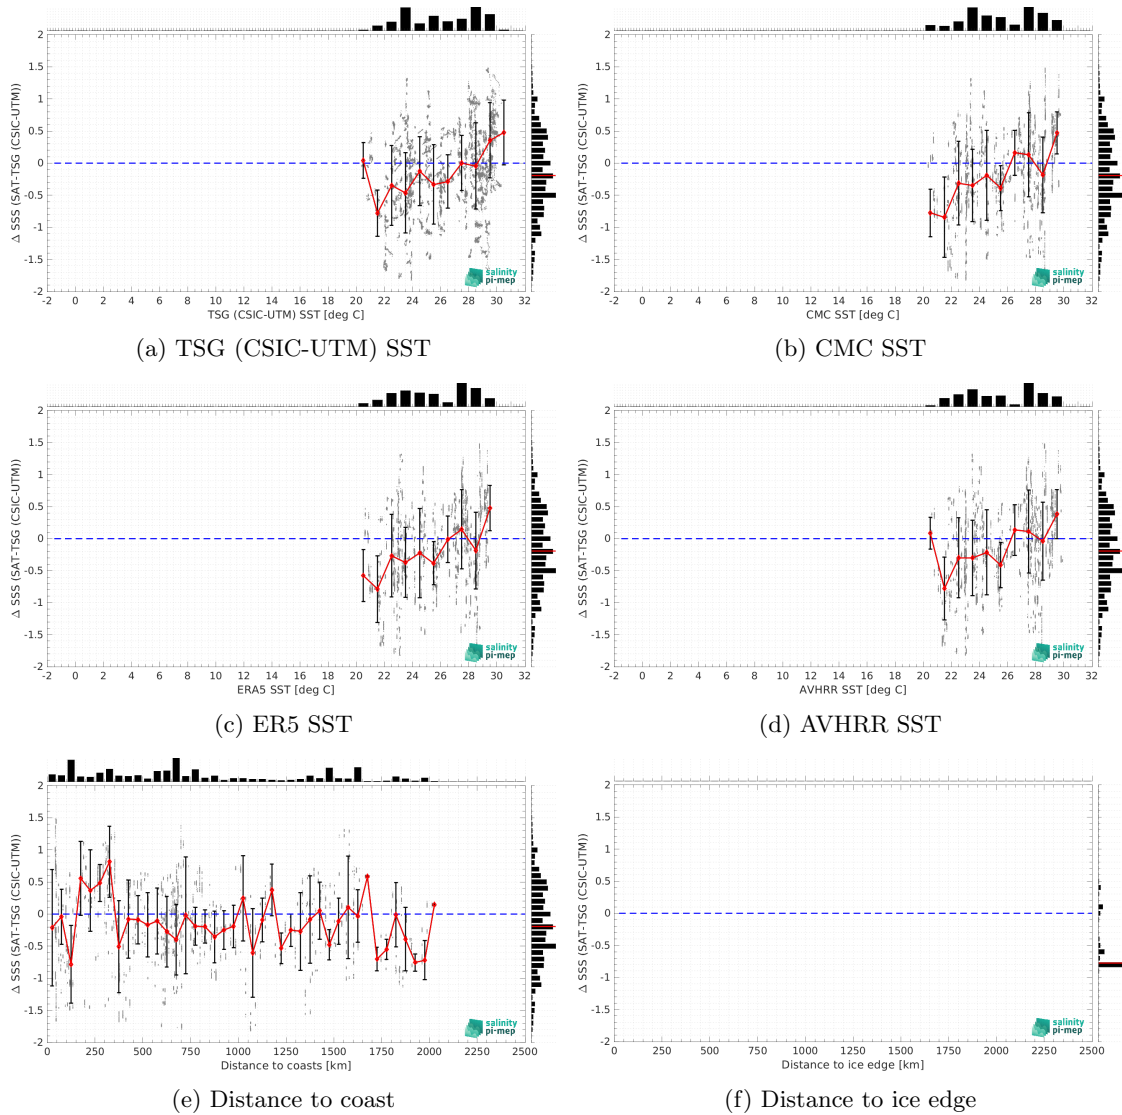 Δ SSS (SAT-TSG (CSIC-UTM))
2
1.5
1
0.5
0
-0.5
-1
-1.5
-2
salinity
pi-mep
-2 0 2 4 6 8 10 12 14 16 18 20 22 24 26 28 30 32
TSG (CSIC-UTM) SST [deg C]
(a) TSG (CSIC-UTM) SST
Δ SSS (SAT-TSG (CSIC-UTM))
2
1.5
1
0.5
0
-0.5
-1
-1.5
-2
salinity
pi-mep
-2 0 2 4 6 8 10 12 14 16 18 20 22 24 26 28 30 32
CMC SST [deg C]
(b) CMC SST
Δ SSS (SAT-TSG (CSIC-UTM))
2
1.5
1
0.5
0
-0.5
-1
-1.5
-2
salinity
pi-mep
-2 0 2 4 6 8 10 12 14 16 18 20 22 24 26 28 30 32
ERA5 SST [deg C]
(c) ER5 SST
Δ SSS (SAT-TSG (CSIC-UTM))
2
1.5
1
0.5
0
-0.5
-1
-1.5
-2
salinity
pi-mep
-2 0 2 4 6 8 10 12 14 16 18 20 22 24 26 28 30 32
AVHRR SST [deg C]
(d) AVHRR SST
Δ SSS (SAT-TSG (CSIC-UTM))
2
1.5
1
0.5
0
-0.5
-1
-1.5
-2
salinity
pi-mep
0 250 500 750 1000 1250 1500 1750 2000 2250 2500
Distance to coasts [km]
(e) Distance to coast
Δ SSS (SAT-TSG (CSIC-UTM))
2
1.5
1
0.5
0
-0.5
-1
-1.5
-2
salinity
pi-mep
0 250 500 750 1000 1250 1500 1750 2000 2250 2500
Distance to ice edge [km]
(f) Distance to ice edge